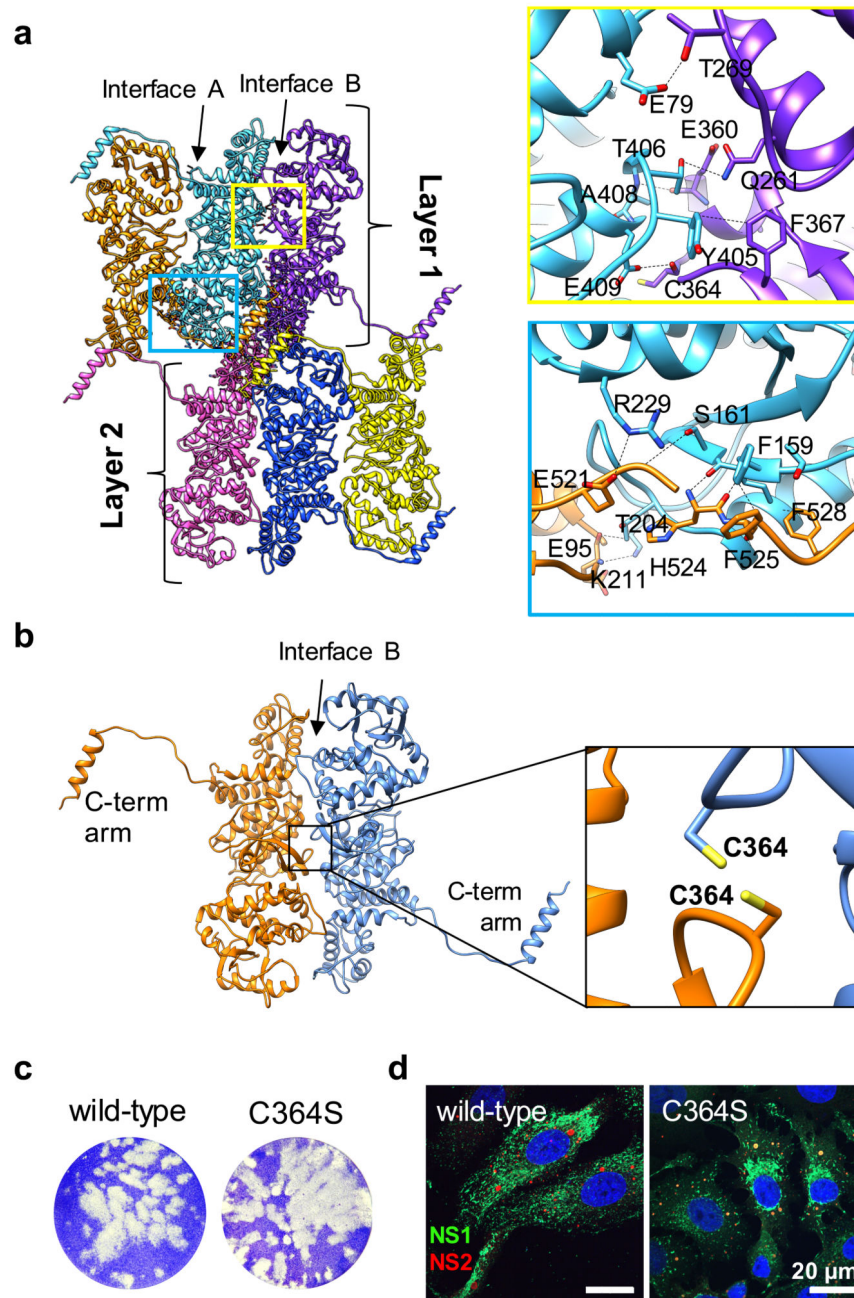 a
Interface A
Interface B
Layer 1
Layer 2
T269
E79
E360
T406
Q261
A408
F367
Y405
E409
C364
R229
S161
F159
E521
F528
T204
E95
F525
H524
K211
b
Interface B
C-term
arm
C364
C364
C-term
arm
c
wild-type
C364S
d
wild-type
C364S
NS1
NS2
20 µm